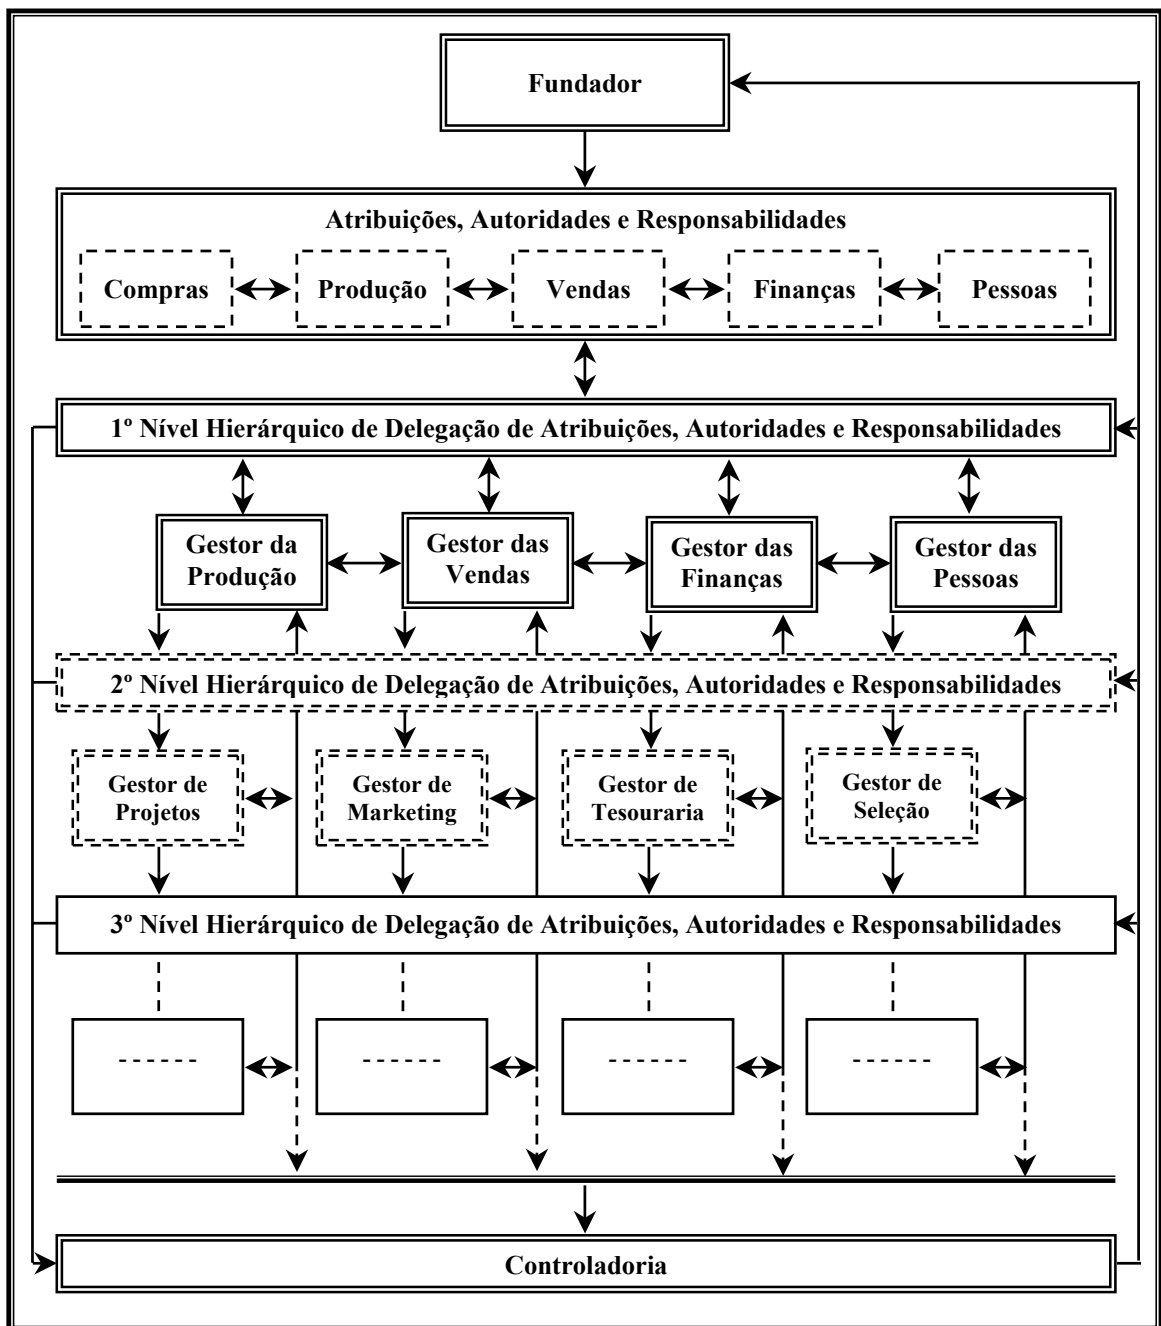 Fundador
Atribuições, Autoridades e Responsabilidades
Compras
Produção
Vendas
Finanças
Pessoas
1º Nível Hierárquico de Delegação de Atribuições, Autoridades e Responsabilidades
Gestor da
Produção
Gestor das
Vendas
Gestor das
Finanças
Gestor das
Pessoas
2º Nível Hierárquico de Delegação de Atribuições, Autoridades e Responsabilidades
Gestor de
Projetos
Gestor de
Marketing
Gestor de
Tesouraria
Gestor de
Seleção
3º Nível Hierárquico de Delegação de Atribuições, Autoridades e Responsabilidades
- - - - - -
- - - - - -
- - - - - -
- - - - - -
Controladoria